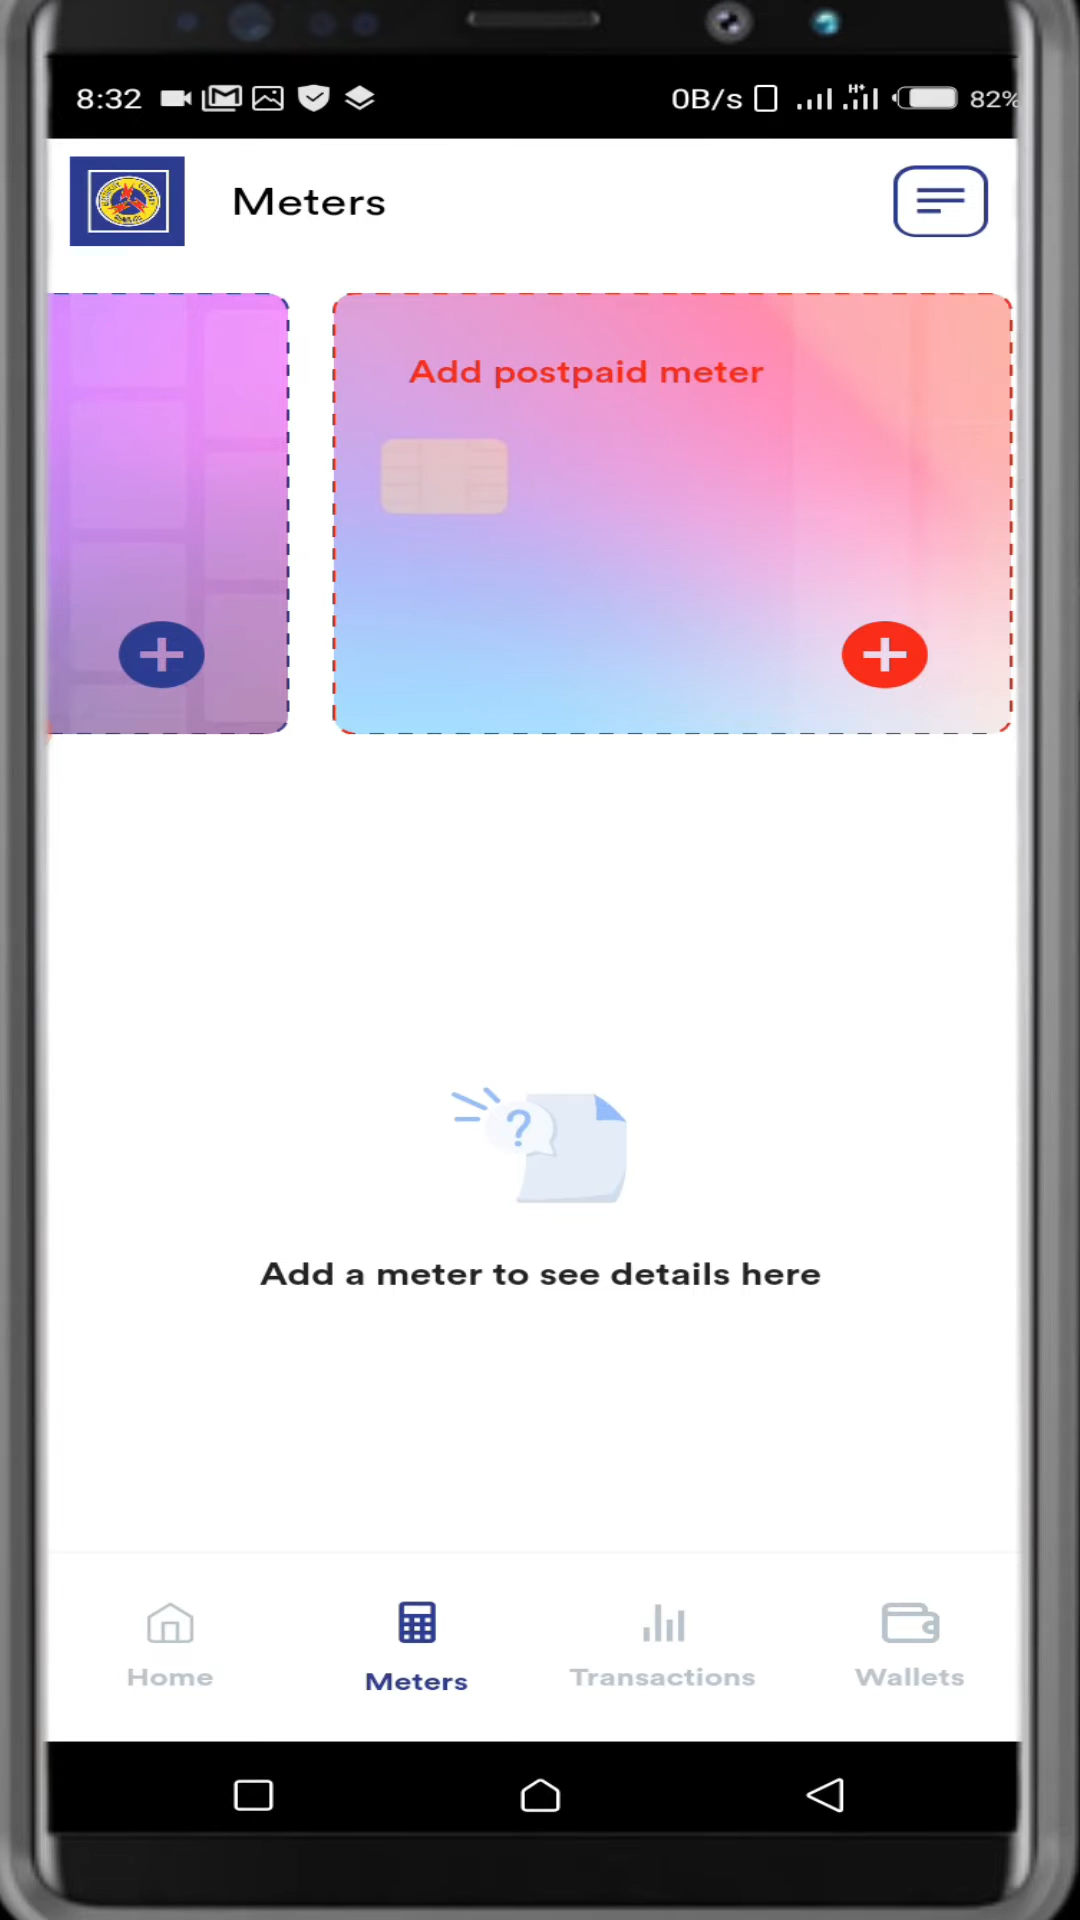 8:32 0B/s H+ 82%
Meters
Add postpaid meter
?
Add a meter to see details here
Home Meters Transactions Wallets